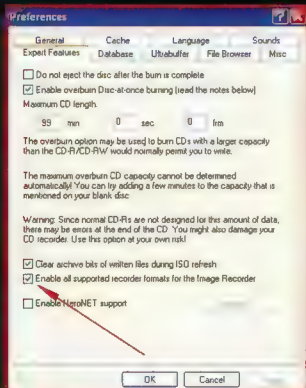 Preferences
General Cache Language Sounds
Expert Features Database Ultrabuffer File Browser Misc
Do not eject the disc after the burn is complete
Enable overburn Disc-at-once burning (read the notes below)
Maximum CD length:
99 min 0 sec 0 frm
The overburn option may be used to burn CDs with a larger capacity
than the CD-R/CD-RW would normally permit you to write.
The maximum overburn CD capacity cannot be determined
automatically! You can try adding a few minutes to the capacity that is
mentioned on your blank disc
Warning: Since normal CD-Rs are not designed for this amount of data,
there may be errors at the end of the CD. You might also damage your
CD recorder. Use this option at your own risk!
Clear archive bits of written files during ISO refresh
Enable all supported recorder formats for the Image Recorder
Enable NeroNET support
OK Cancel